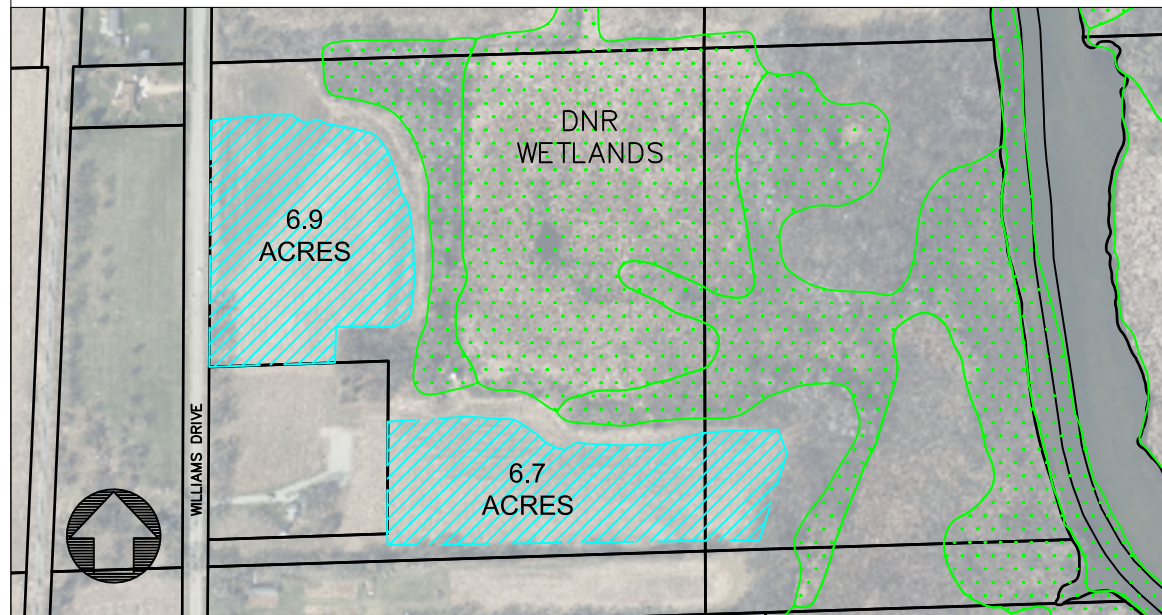 DNR
WETLANDS
6.9
ACRES
WILLIAMS DRIVE
6.7
ACRES